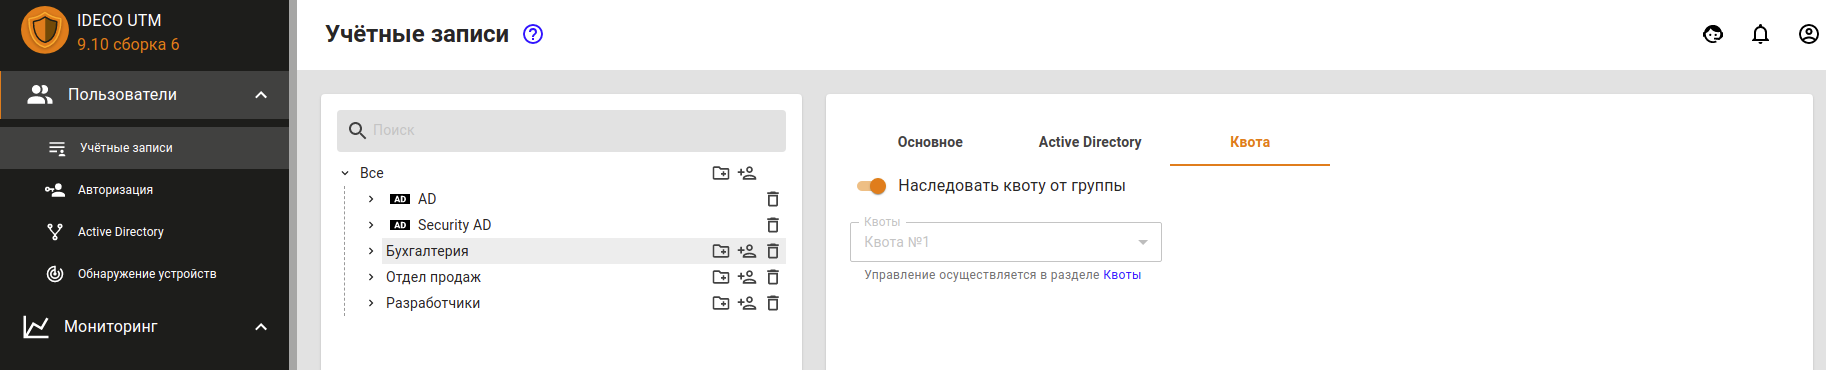 IDECO UTM
9.10 сборка 6
Пользователи
Учётные записи
Авторизация
Active Directory
Обнаружение устройств
Мониторинг
Учётные записи
Поиск
Все
AD AD
AD Security AD
Бухгалтерия
Отдел продаж
Разработчики
Основное Active Directory Квота
Наследовать квоту от группы
Квоты
Квота №1
Управление осуществляется в разделе Квоты